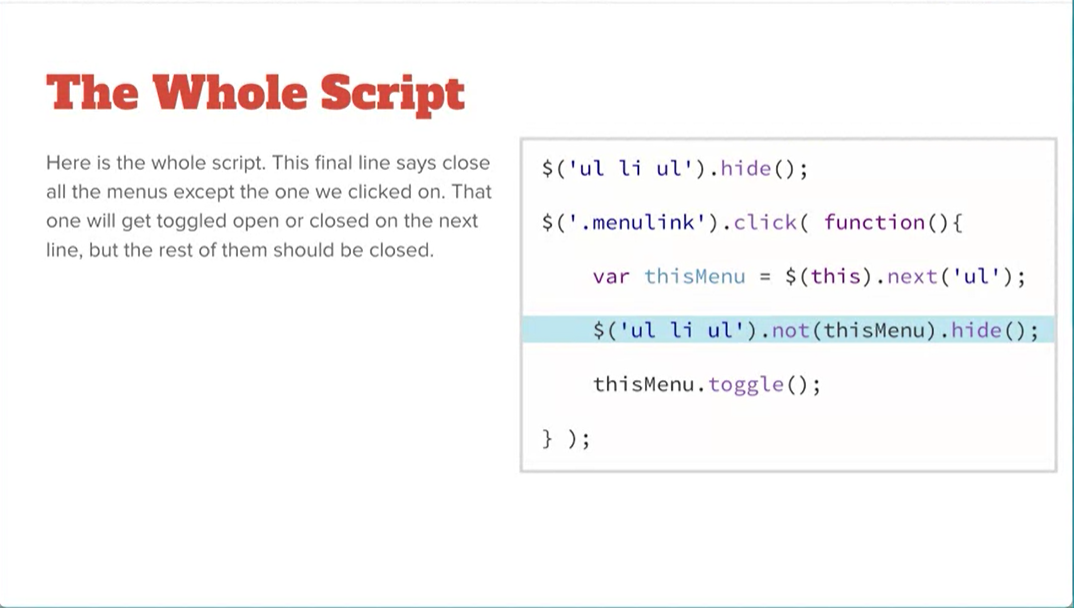 The Whole Script
Here is the whole script. This final line says close
all the menus except the one we clicked on. That
one will get toggled open or closed on the next
line, but the rest of them should be closed.
$('ul li ul').hide();
$('.menulink').click( function(){
var thisMenu = $(this).next('ul');
$('ul li ul').not(thisMenu).hide();
thisMenu.toggle();
} );